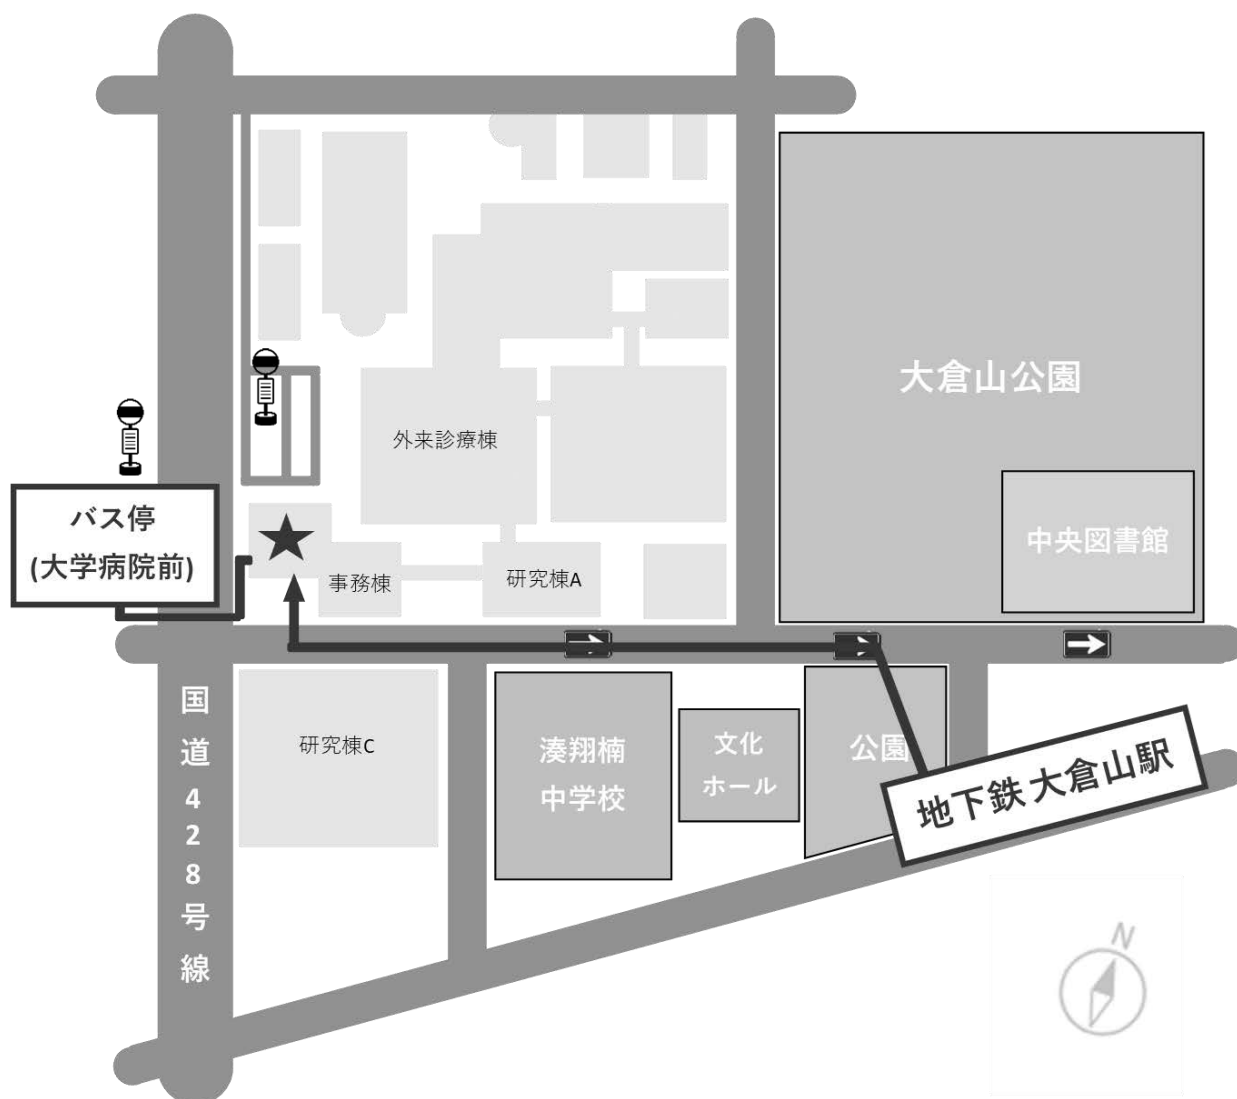 大倉山公園
外来診療棟
バス停
(大学病院前)
中央図書館
事務棟
研究棟A
国道428号線
研究棟C
湊翔楠
中学校
文化
ホール
公園
地下鉄 大倉山駅
N